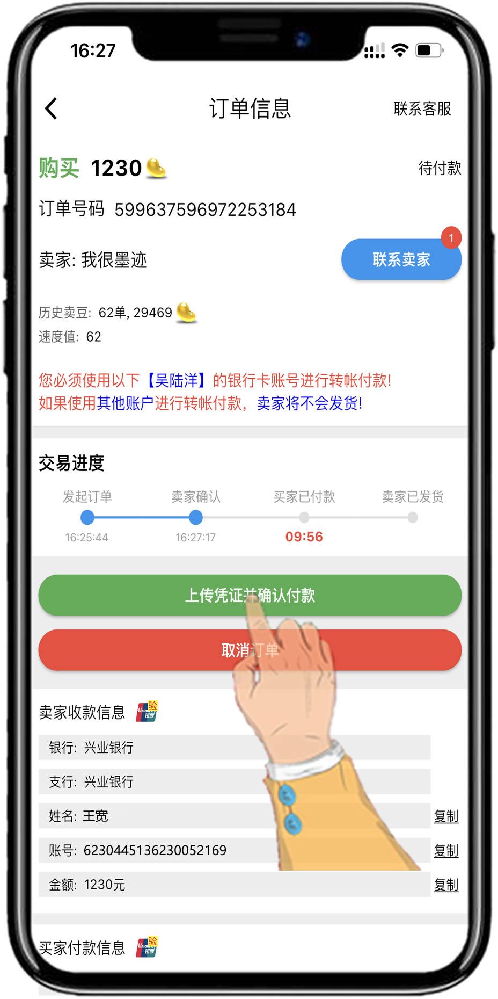 16:27
订单信息
联系客服
购买 1230
待付款
订单号码 599637596972253184
卖家: 我很墨迹
联系卖家
1
历史卖豆: 62单, 29469
速度值: 62
您必须使用以下【吴陆洋】的银行卡账号进行转帐付款!
如果使用其他账户进行转帐付款，卖家将不会发货!
交易进度
发起订单 卖家确认 买家已付款 卖家已发货
16:25:44 16:27:17 09:56
上传凭证并确认付款
取消订单
卖家收款信息
验
银联
银行: 兴业银行
支行: 兴业银行
姓名: 王宽 复制
账号: 6230445136230052169 复制
金额: 1230元 复制
买家付款信息
验
银联